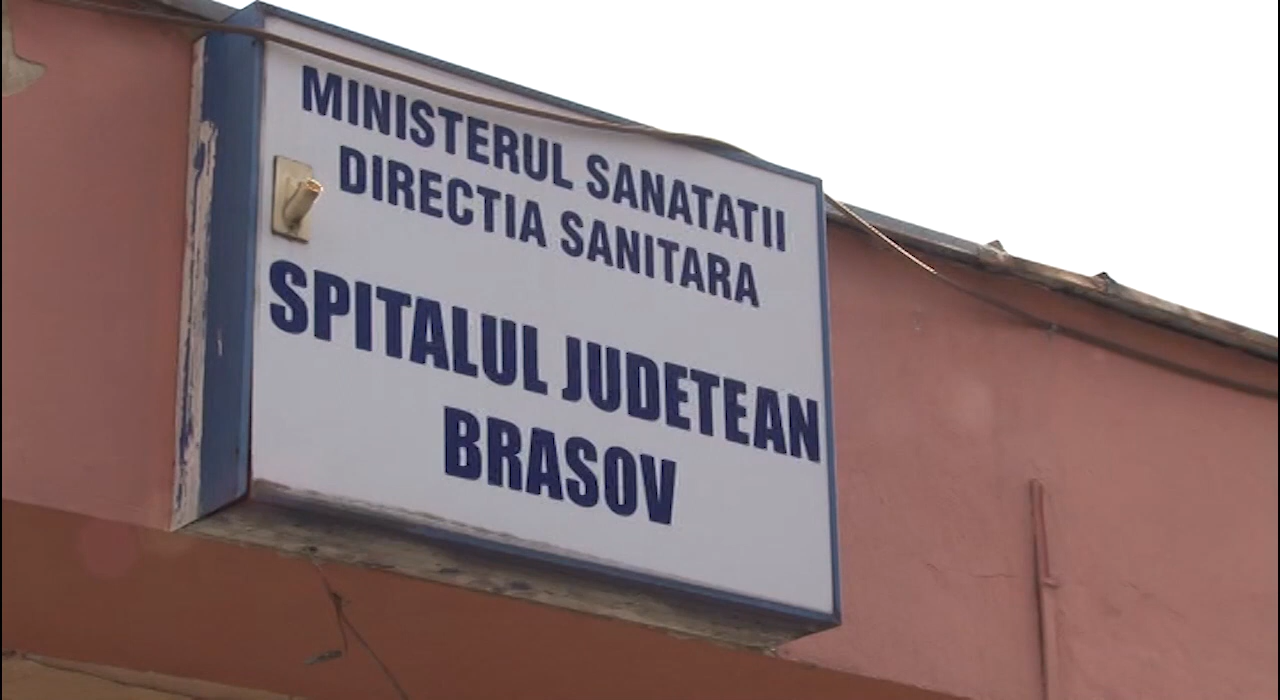 MINISTERUL SANATATII
DIRECTIA SANITARA
SPITALUL JUDETEAN
BRASOV